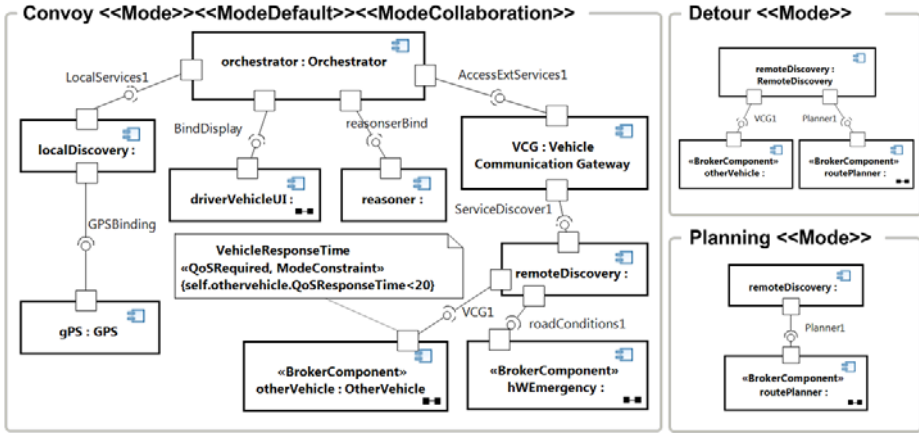 Convoy <<Mode>><<ModeDefault>><<ModeCollaboration>>
orchestrator : Orchestrator
LocalServices1
AccessExtServices1
BindDisplay
reasonserBind
localDiscovery :
VCG : Vehicle
Communication Gateway
driverVehicleUI :
reasoner :
GPSBinding
ServiceDiscover1
VehicleResponseTime
«QoSRequired, ModeConstraint»
{self.othervehicle.QoSResponseTime<20}
remoteDiscovery :
VCG1
roadConditions1
gPS : GPS
«BrokerComponent»
otherVehicle : OtherVehicle
«BrokerComponent»
hWEmergency :
Detour <<Mode>>
remoteDiscovery :
RemoteDiscovery
VCG1
Planner1
«BrokerComponent»
otherVehicle :
«BrokerComponent»
routePlanner :
Planning <<Mode>>
remoteDiscovery :
Planner1
«BrokerComponent»
routePlanner :